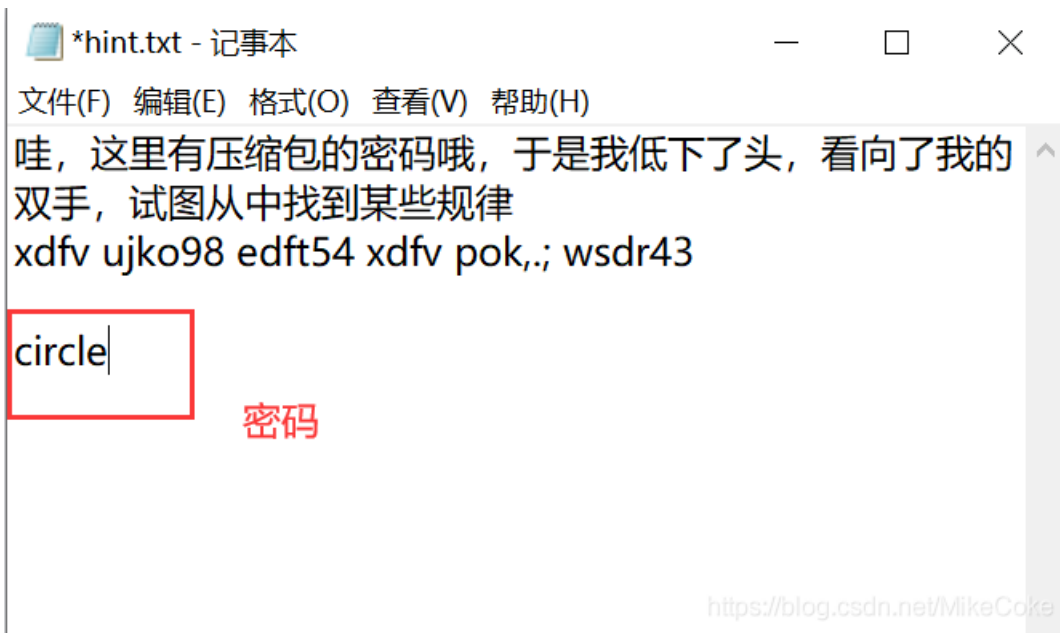 *hint.txt - 记事本
文件(F) 编辑(E) 格式(O) 查看(V) 帮助(H)
哇，这里有压缩包的密码哦，于是我低下了头，看向了我的
双手，试图从中找到某些规律
xdfv ujko98 edft54 xdfv pok,.; wsdr43
circle
密码
https://blog.csdn.net/MikeCoke